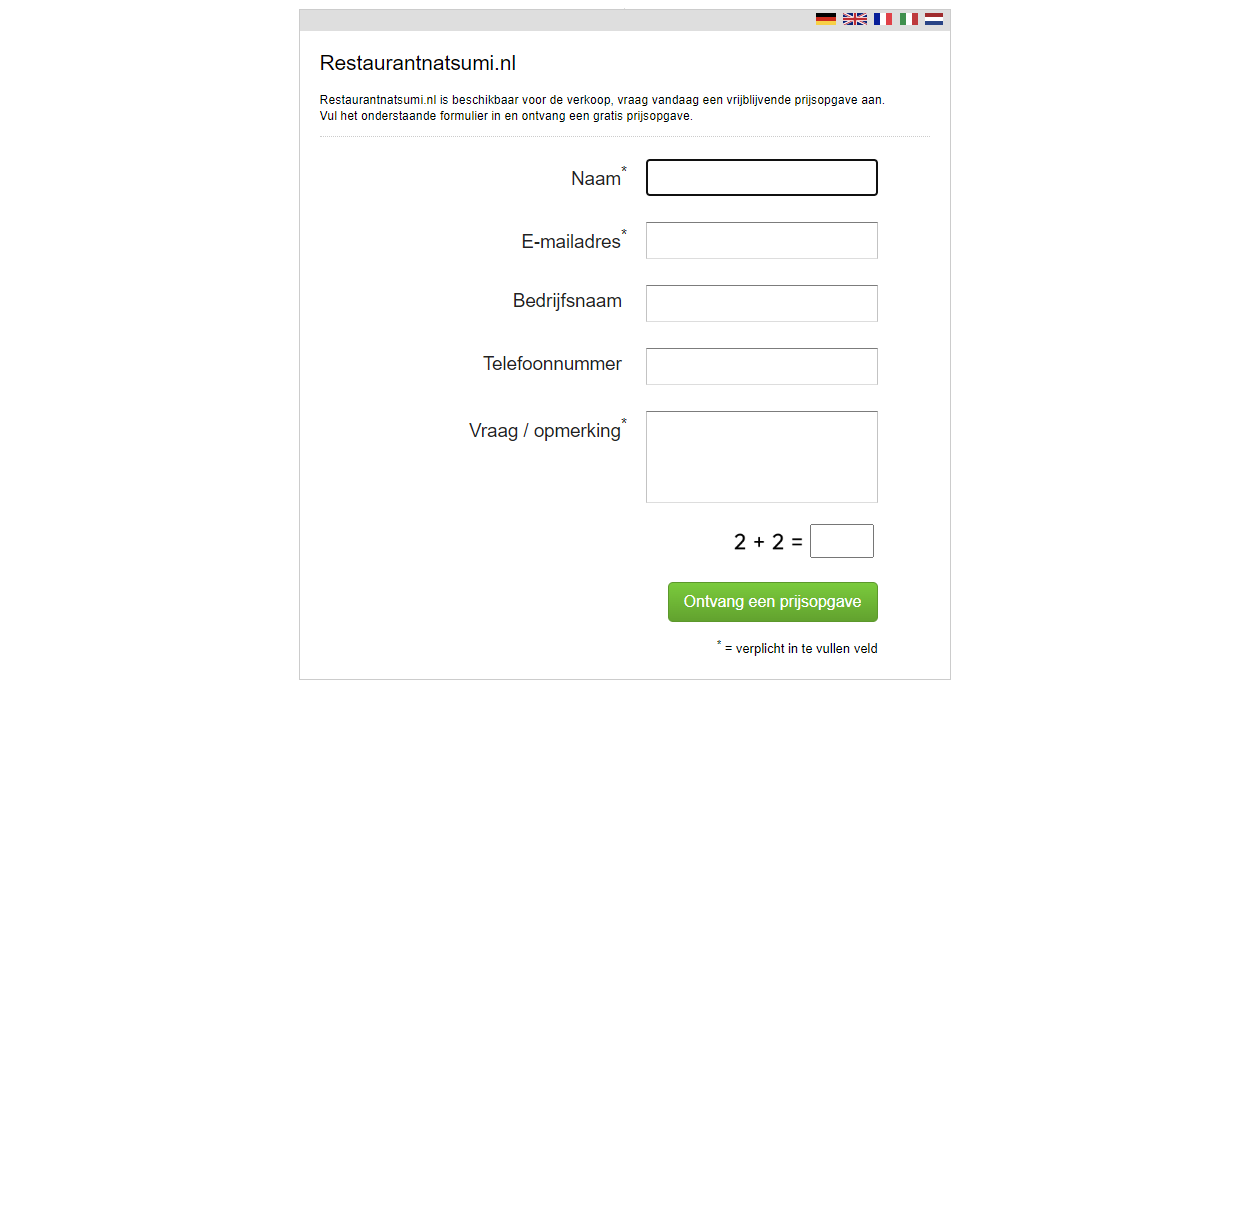 Restaurantnatsumi.nl
Restaurantnatsumi.nl is beschikbaar voor de verkoop, vraag vandaag een vrijblijvende prijsopgave aan.
Vul het onderstaande formulier in en ontvang een gratis prijsopgave.
Naam*
E-mailadres*
Bedrijfsnaam
Telefoonnummer
Vraag / opmerking*
2 + 2 =
Ontvang een prijsopgave
* = verplicht in te vullen veld